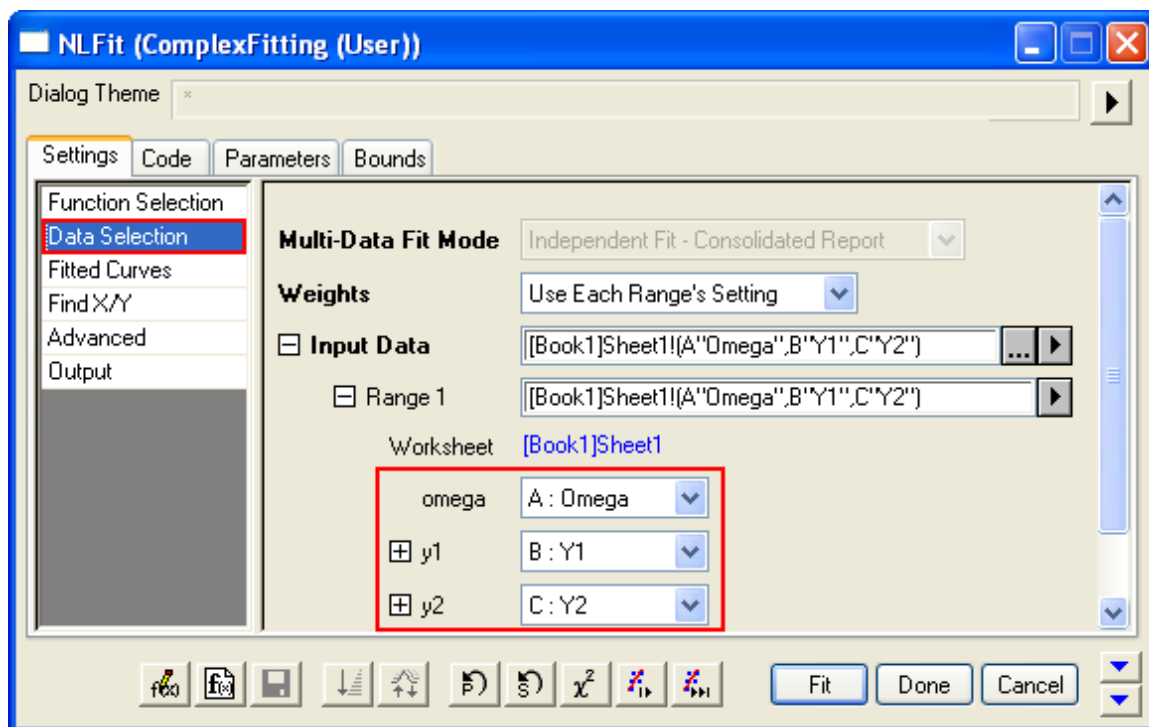 NLFit (ComplexFitting (User))
Dialog Theme *
Settings Code Parameters Bounds
Function Selection
Data Selection
Fitted Curves
Find X/Y
Advanced
Output
Multi-Data Fit Mode Independent Fit - Consolidated Report
Weights Use Each Range's Setting
Input Data [Book1]Sheet1!(A"Omega",B"Y1",C"Y2") ...
Range 1 [Book1]Sheet1!(A"Omega",B"Y1",C"Y2")
Worksheet [Book1]Sheet1
omega A : Omega
y1 B : Y1
y2 C : Y2
P S χ² Fit Done Cancel